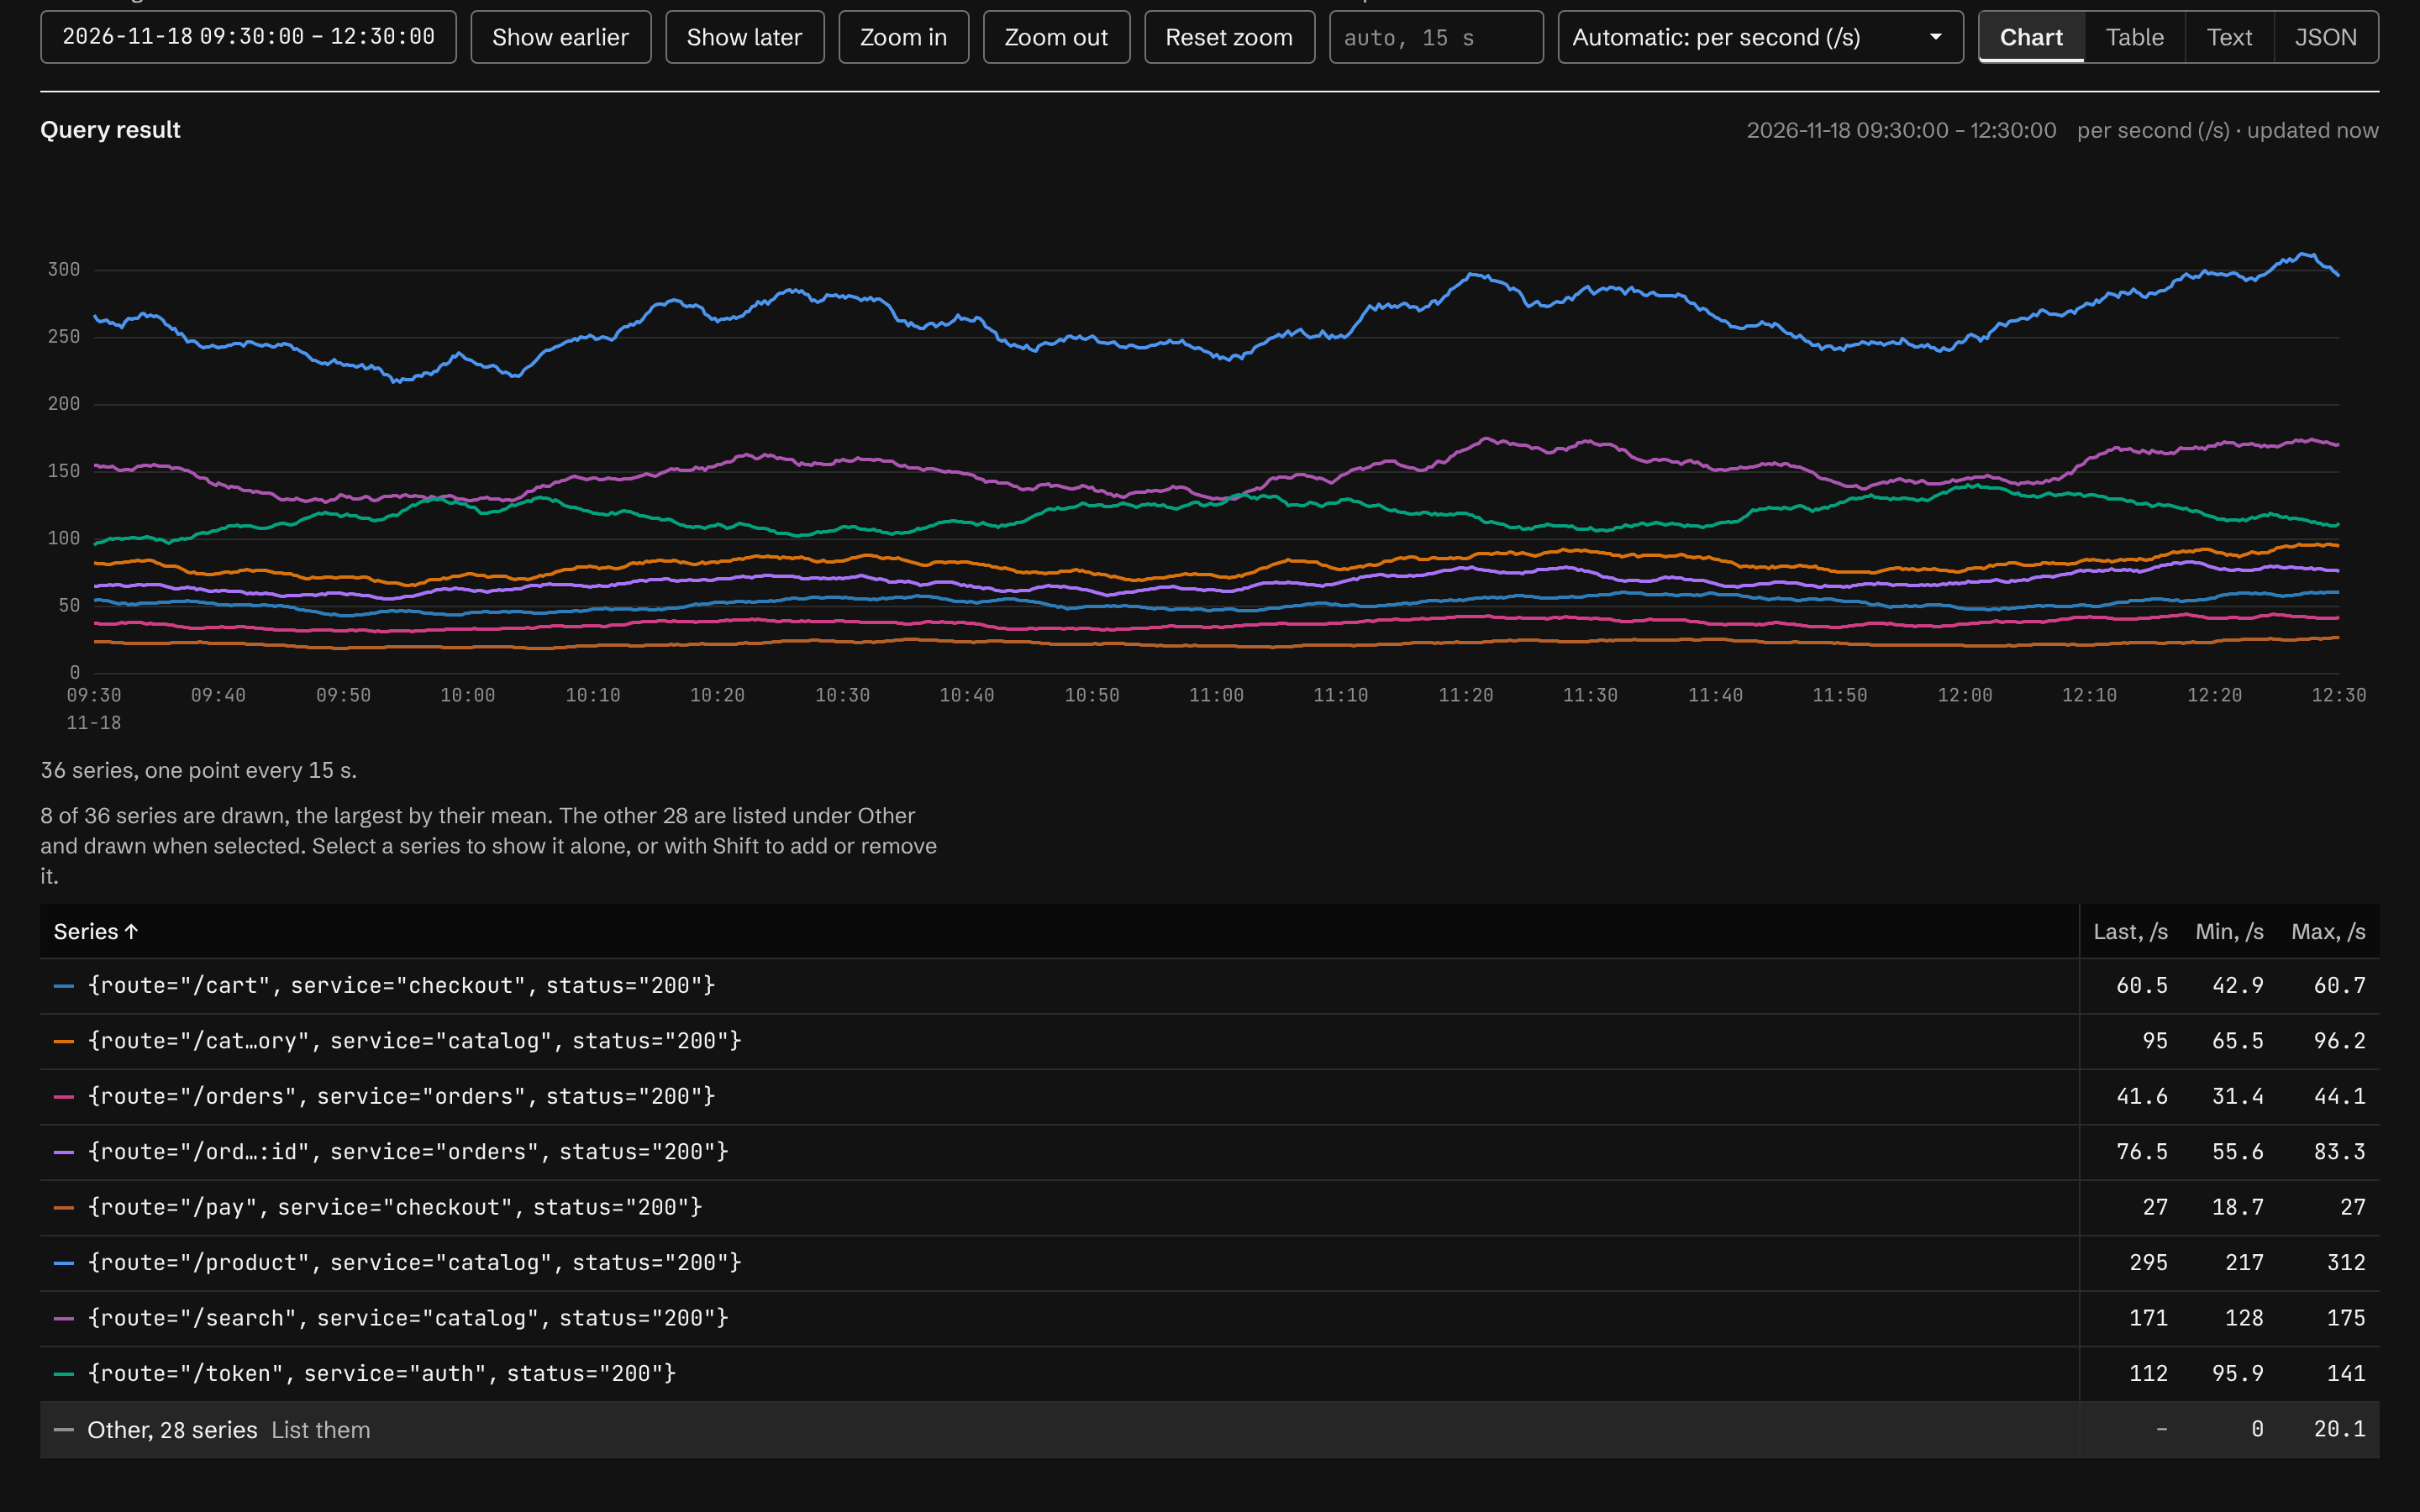 2026-11-18 09:30:00 – 12:30:00
Show earlier
Show later
Zoom in
Zoom out
Reset zoom
auto, 15 s
Automatic: per second (/s)
Chart
Table
Text
JSON
Query result
2026-11-18 09:30:00 – 12:30:00 per second (/s) · updated now
300
250
200
150
100
50
0
09:30 09:40 09:50 10:00 10:10 10:20 10:30 10:40 10:50 11:00 11:10 11:20 11:30 11:40 11:50 12:00 12:10 12:20 12:30
11-18
36 series, one point every 15 s.
8 of 36 series are drawn, the largest by their mean. The other 28 are listed under Other
and drawn when selected. Select a series to show it alone, or with Shift to add or remove
it.
Series ↑ Last, /s Min, /s Max, /s
{route="/cart", service="checkout", status="200"} 60.5 42.9 60.7
{route="/cat…ory", service="catalog", status="200"} 95 65.5 96.2
{route="/orders", service="orders", status="200"} 41.6 31.4 44.1
{route="/ord…:id", service="orders", status="200"} 76.5 55.6 83.3
{route="/pay", service="checkout", status="200"} 27 18.7 27
{route="/product", service="catalog", status="200"} 295 217 312
{route="/search", service="catalog", status="200"} 171 128 175
{route="/token", service="auth", status="200"} 112 95.9 141
Other, 28 series List them – 0 20.1